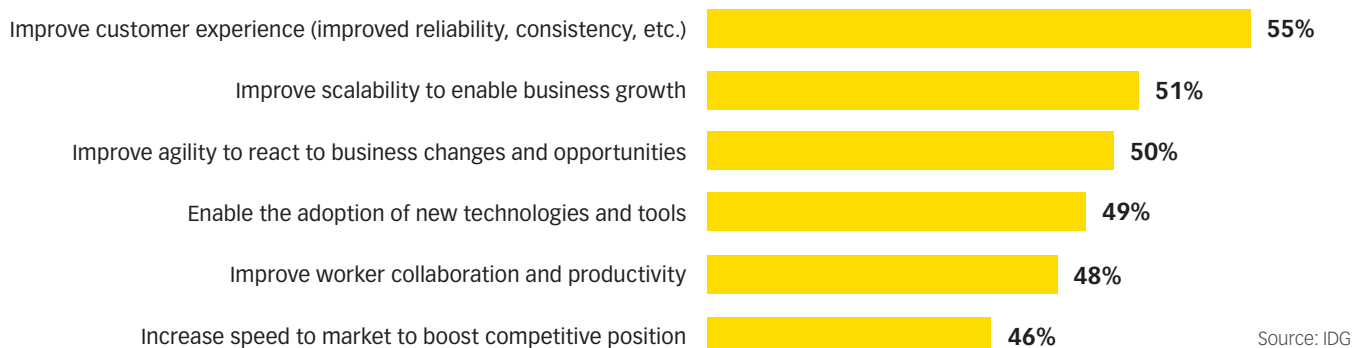 Improve customer experience (improved reliability, consistency, etc.) 55%
Improve scalability to enable business growth 51%
Improve agility to react to business changes and opportunities 50%
Enable the adoption of new technologies and tools 49%
Improve worker collaboration and productivity 48%
Increase speed to market to boost competitive position 46%
Source: IDG